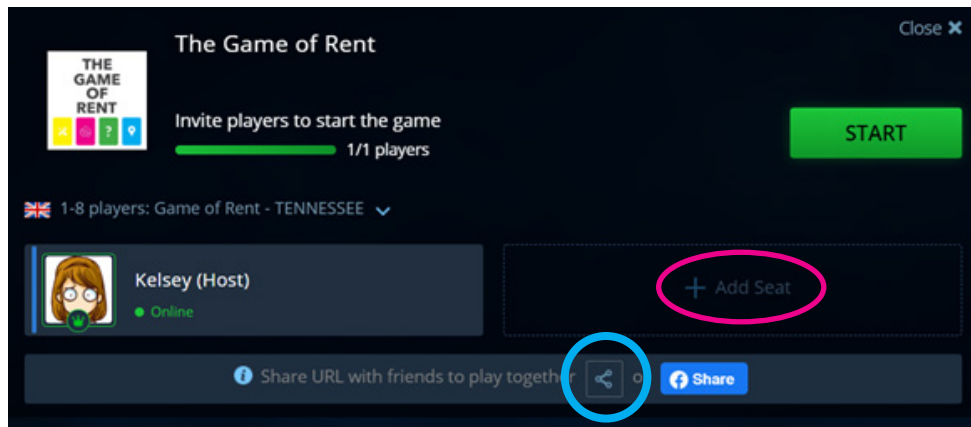 Close ×
The Game of Rent
THE
GAME
OF
RENT
?
Invite players to start the game
START
1/1 players
1-8 players: Game of Rent - TENNESSEE
Kelsey (Host)
Online
+ Add Seat
i Share URL with friends to play together o Share